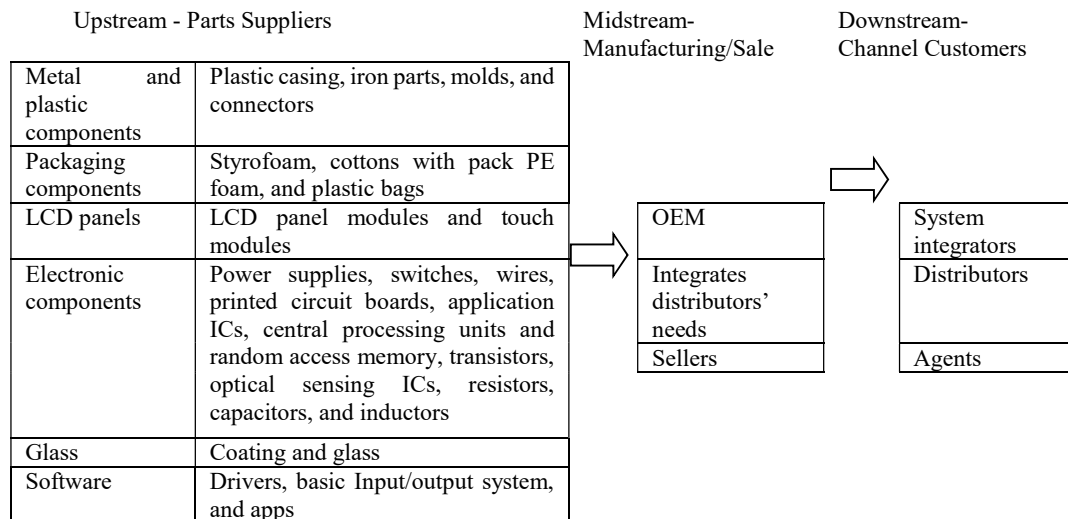 Upstream - Parts Suppliers
Midstream-
Manufacturing/Sale
Downstream-
Channel Customers
Metal and
plastic
components
Plastic casing, iron parts, molds, and
connectors
Packaging
components
Styrofoam, cottons with pack PE
foam, and plastic bags
LCD panels
LCD panel modules and touch
modules
Electronic
components
Power supplies, switches, wires,
printed circuit boards, application
ICs, central processing units and
random access memory, transistors,
optical sensing ICs, resistors,
capacitors, and inductors
Glass
Coating and glass
Software
Drivers, basic Input/output system,
and apps
OEM
Integrates
distributors’
needs
Sellers
System
integrators
Distributors
Agents